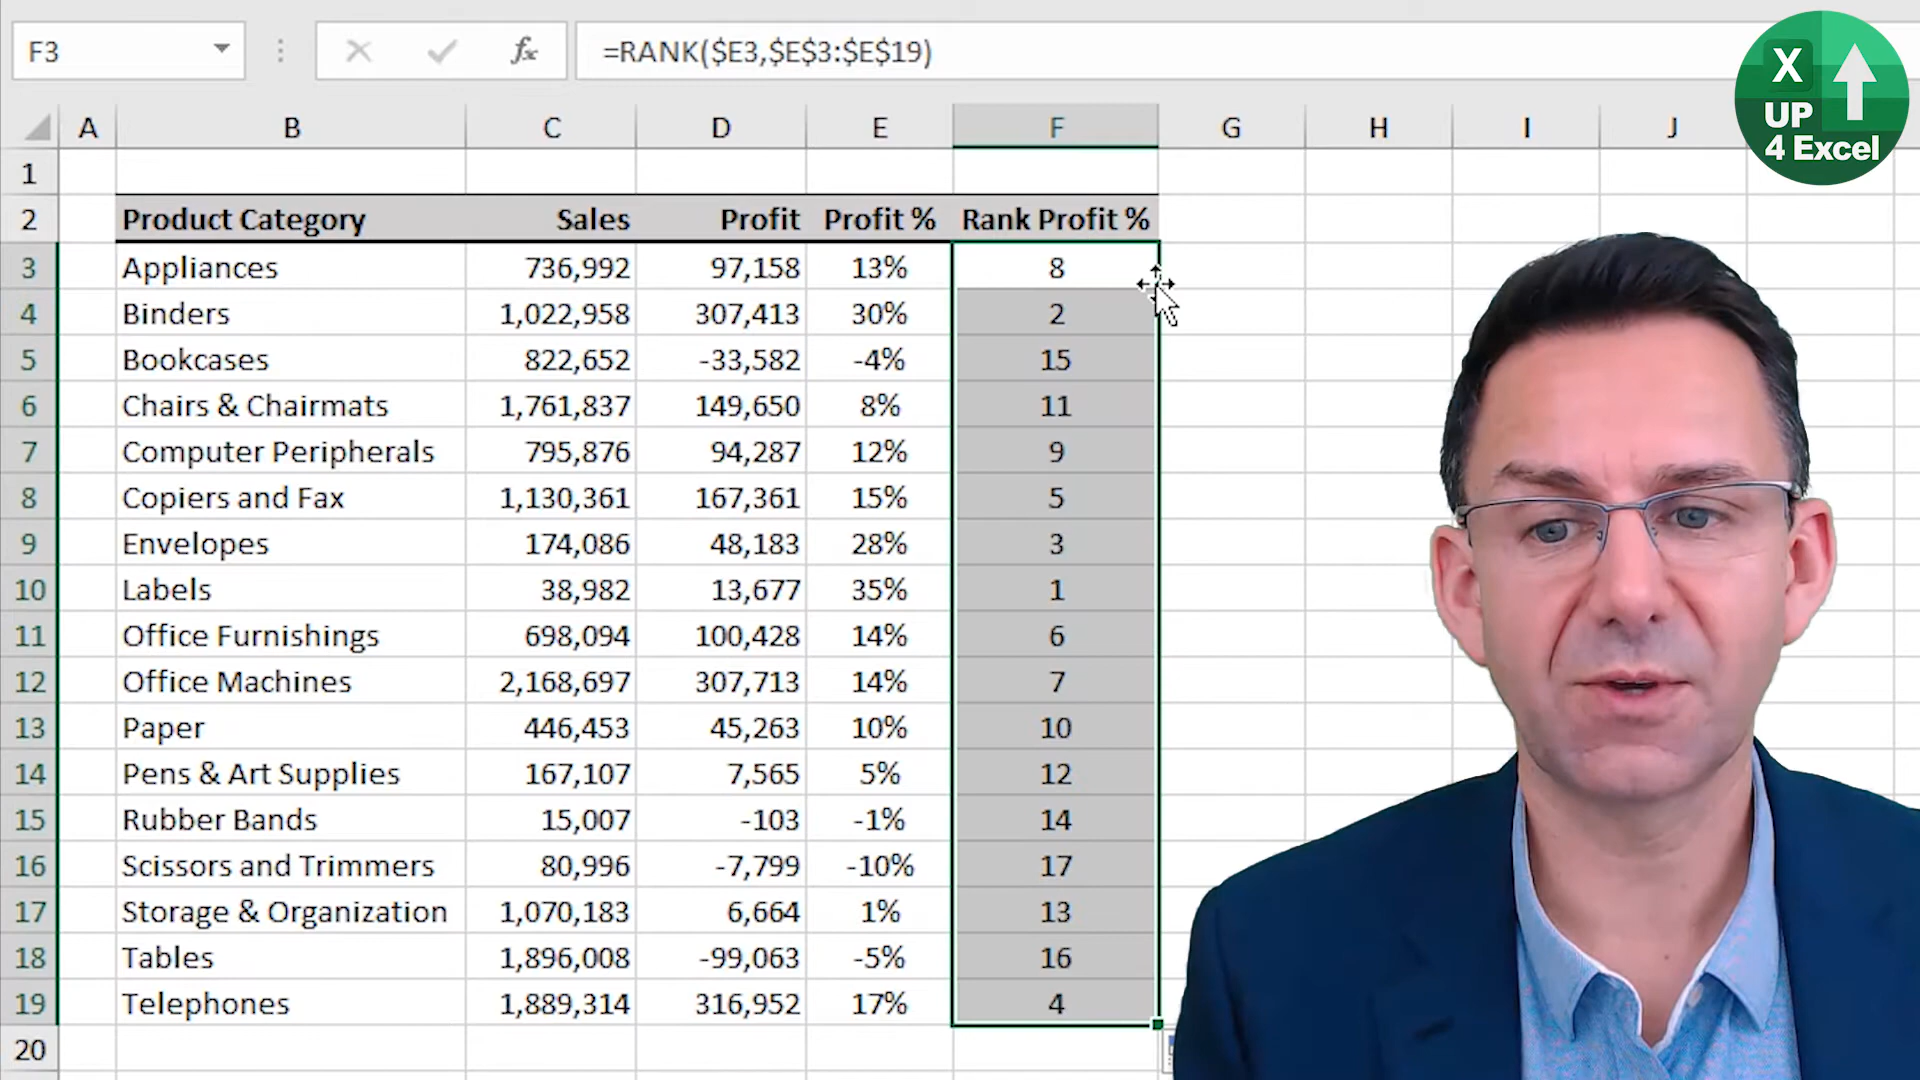 F3 fx =RANK($E3,$E$3:$E$19)
X UP 4 Excel
A B C D E F G H I J
1
2 Product Category Sales Profit Profit % Rank Profit %
3 Appliances 736,992 97,158 13% 8
4 Binders 1,022,958 307,413 30% 2
5 Bookcases 822,652 -33,582 -4% 15
6 Chairs & Chairmats 1,761,837 149,650 8% 11
7 Computer Peripherals 795,876 94,287 12% 9
8 Copiers and Fax 1,130,361 167,361 15% 5
9 Envelopes 174,086 48,183 28% 3
10 Labels 38,982 13,677 35% 1
11 Office Furnishings 698,094 100,428 14% 6
12 Office Machines 2,168,697 307,713 14% 7
13 Paper 446,453 45,263 10% 10
14 Pens & Art Supplies 167,107 7,565 5% 12
15 Rubber Bands 15,007 -103 -1% 14
16 Scissors and Trimmers 80,996 -7,799 -10% 17
17 Storage & Organization 1,070,183 6,664 1% 13
18 Tables 1,896,008 -99,063 -5% 16
19 Telephones 1,889,314 316,952 17% 4
20